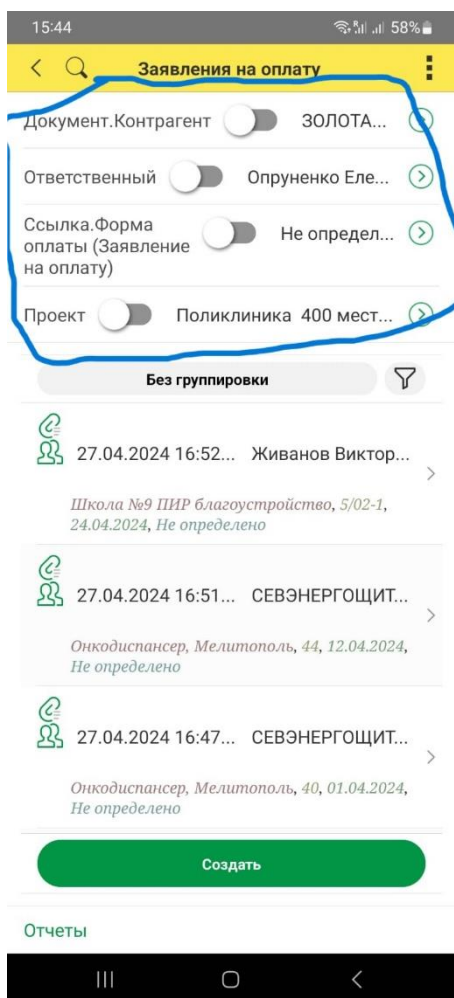 15:44 58%
Заявления на оплату
Документ.Контрагент ЗОЛОТА...
Ответственный Опруненко Еле...
Ссылка.Форма
оплаты (Заявление Не определ...
на оплату)
Проект Поликлиника 400 мест...
Без группировки
27.04.2024 16:52... Живанов Виктор...
Школа №9 ПИР благоустройство, 5/02-1,
24.04.2024, Не определено
27.04.2024 16:51... СЕВЭНЕРГОЩИТ...
Онкодиспансер, Мелитополь, 44, 12.04.2024,
Не определено
27.04.2024 16:47... СЕВЭНЕРГОЩИТ...
Онкодиспансер, Мелитополь, 40, 01.04.2024,
Не определено
Создать
Отчеты